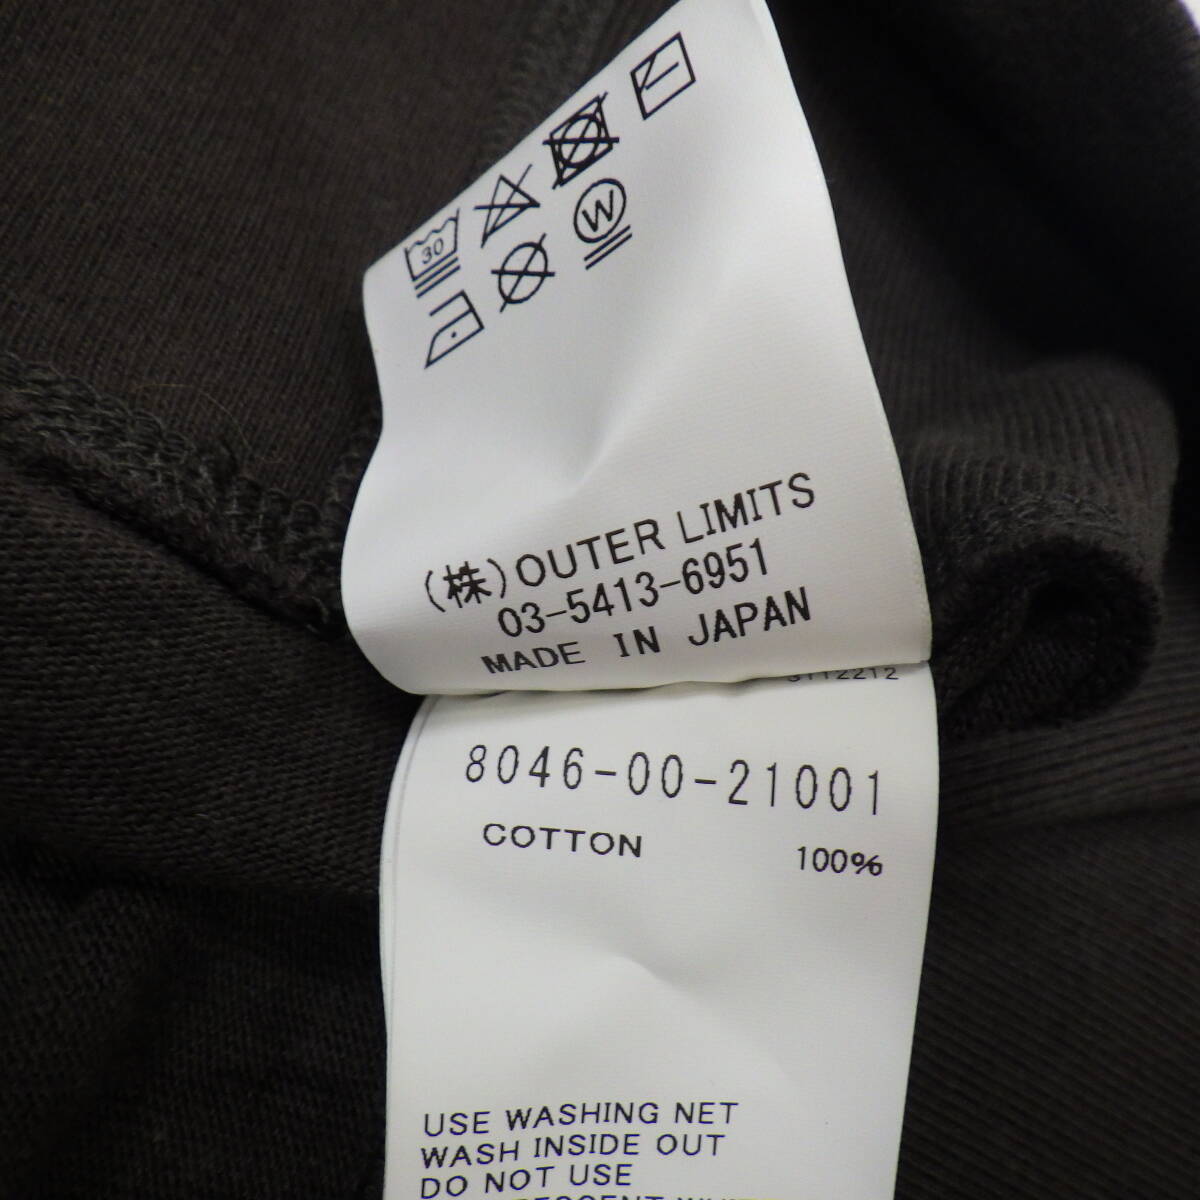 30
W
(株)OUTER LIMITS
03-5413-6951
MADE IN JAPAN
3112212
8046-00-21001
COTTON 100%
USE WASHING NET
WASH INSIDE OUT
DO NOT USE